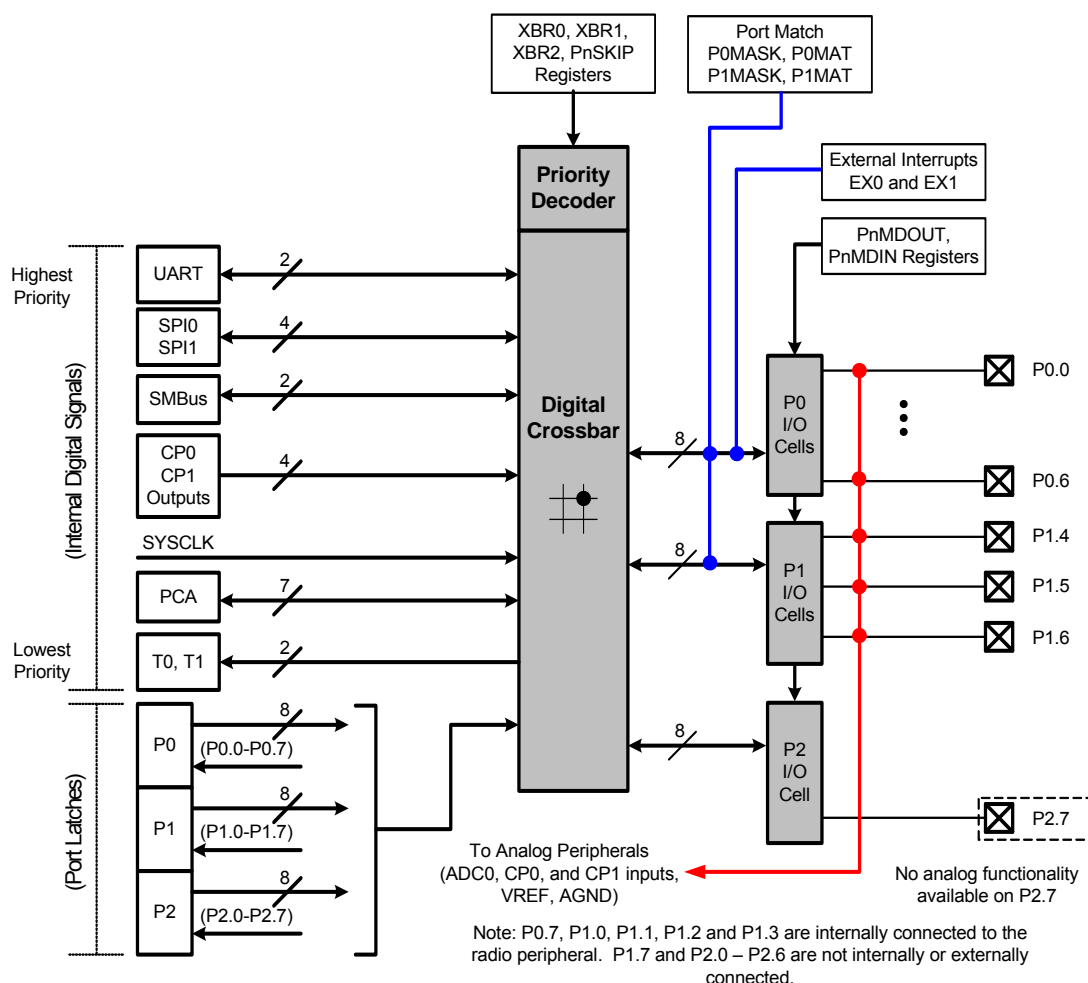 XBR0, XBR1,
XBR2, PnSKIP
Registers
Port Match
P0MASK, P0MAT
P1MASK, P1MAT
External Interrupts
EX0 and EX1
PnMDOUT,
PnMDIN Registers
Priority
Decoder
Digital
Crossbar
Highest
Priority
(Internal Digital Signals)
Lowest
Priority
UART
2
SPI0
SPI1
4
SMBus
2
CP0
CP1
Outputs
4
SYSCLK
PCA
7
T0, T1
2
(Port Latches)
P0
8
(P0.0-P0.7)
P1
8
(P1.0-P1.7)
P2
8
(P2.0-P2.7)
8
P0
I/O
Cells
8
P1
I/O
Cells
8
P2
I/O
Cell
P0.0
P0.6
P1.4
P1.5
P1.6
P2.7
To Analog Peripherals
(ADC0, CP0, and CP1 inputs,
VREF, AGND)
No analog functionality
available on P2.7
Note: P0.7, P1.0, P1.1, P1.2 and P1.3 are internally connected to the
radio peripheral. P1.7 and P2.0 – P2.6 are not internally or externally
connected.